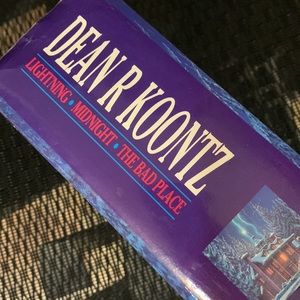 DEAN R KOONTZ
LIGHTNING • MIDNIGHT • THE BAD PLACE